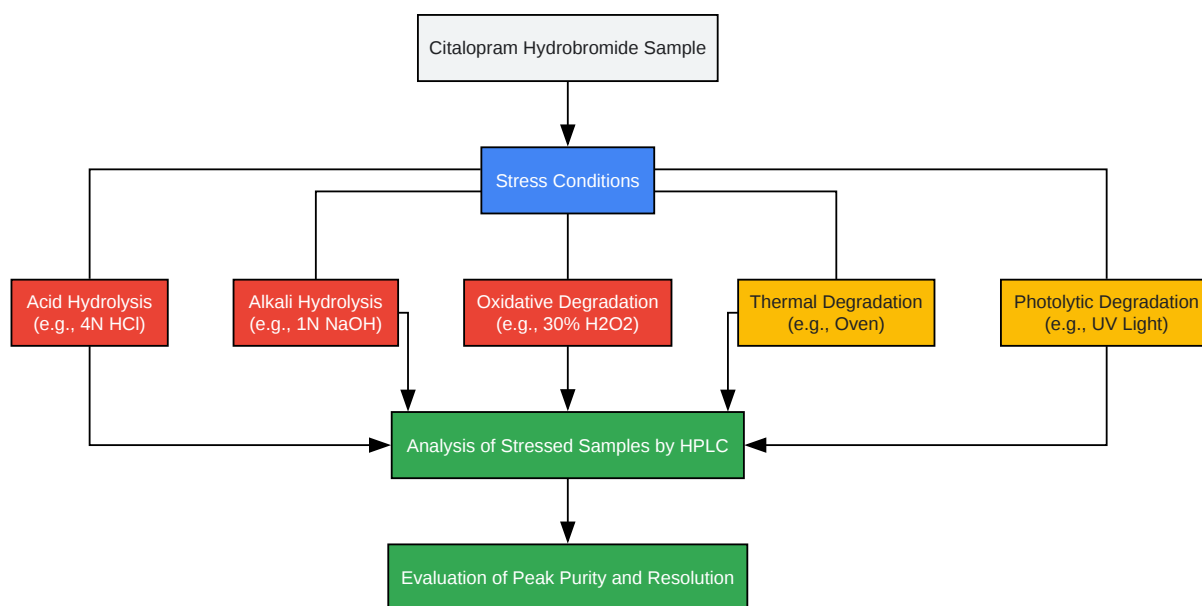 Citalopram Hydrobromide Sample
Stress Conditions
Acid Hydrolysis
(e.g., 4N HCl)
Alkali Hydrolysis
(e.g., 1N NaOH)
Oxidative Degradation
(e.g., 30% H2O2)
Thermal Degradation
(e.g., Oven)
Photolytic Degradation
(e.g., UV Light)
Analysis of Stressed Samples by HPLC
Evaluation of Peak Purity and Resolution